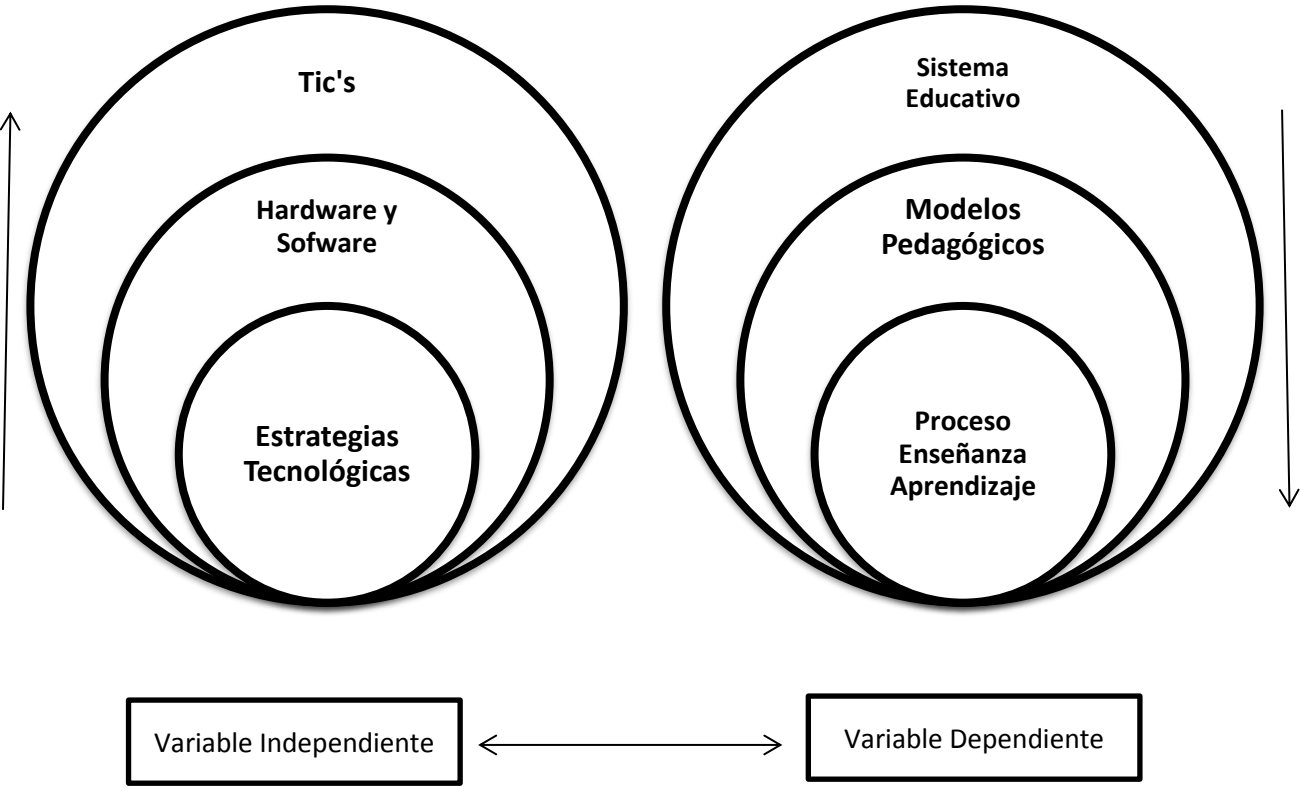 Tic's
Hardware y
Sofware
Estrategias
Tecnológicas
Sistema
Educativo
Modelos
Pedagógicos
Proceso
Enseñanza
Aprendizaje
Variable Independiente
Variable Dependiente